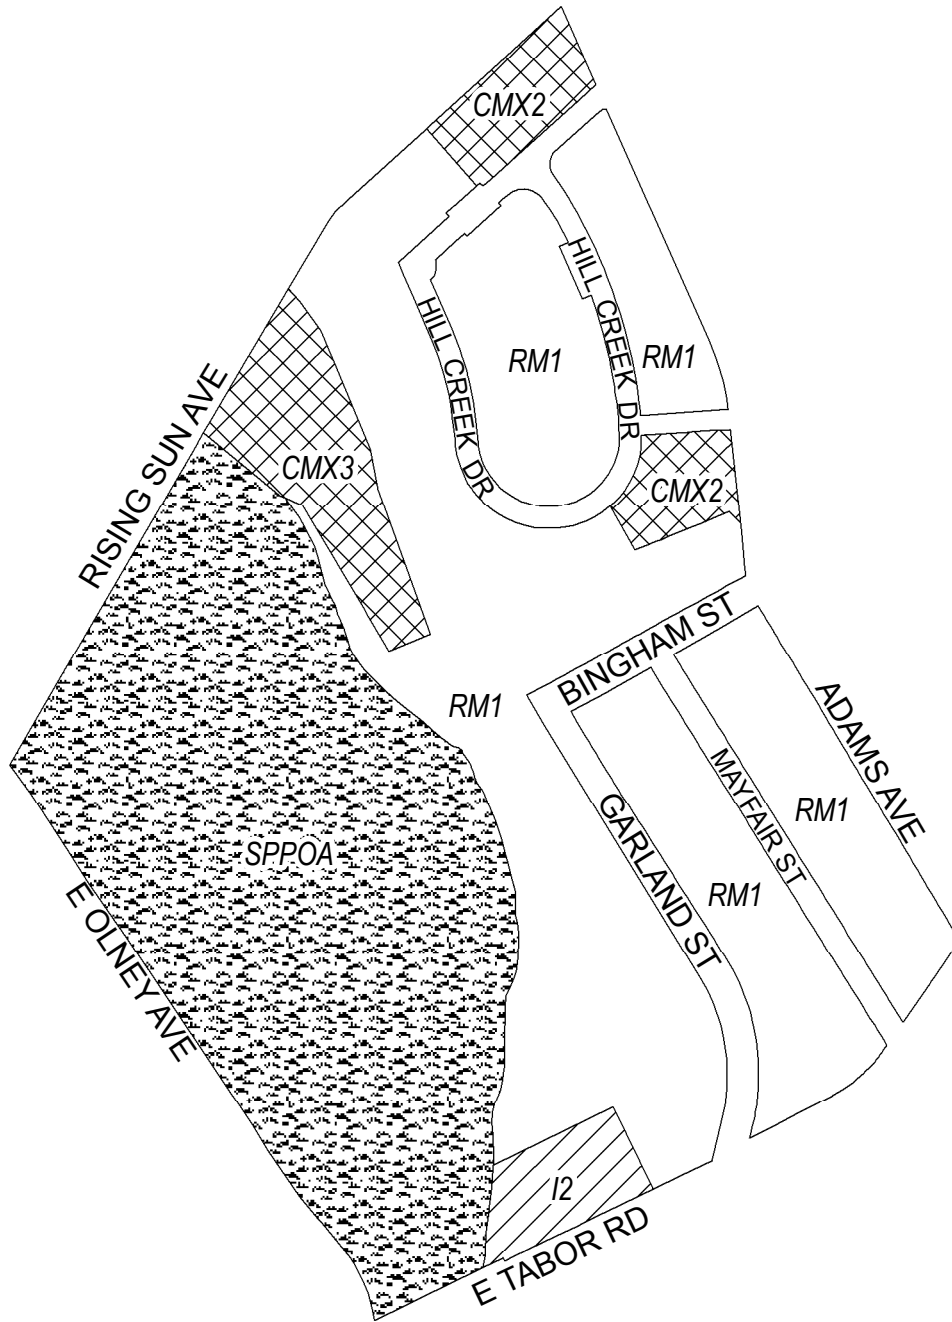 CMX2
HILL CREEK DR
HILL CREEK DR
RM1
RM1
RISING SUN AVE
CMX3
CMX2
BINGHAM ST
RM1
ADAMS AVE
MAYFAIR ST
RM1
GARLAND ST
SPPOA
RM1
E OLNEY AVE
I2
E TABOR RD